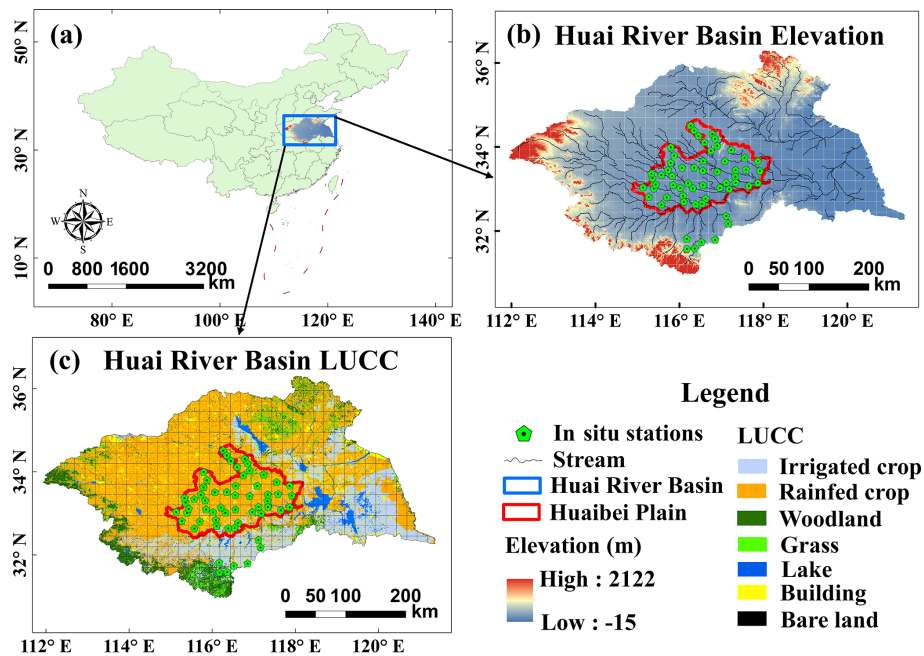 (a)
50° N
30° N
10° N
N
W E
S
0 800 1600 3200
km
80° E 100° E 120° E 140° E
(b) Huai River Basin Elevation
36° N
34° N
32° N
0 50 100 200
km
112° E 114° E 116° E 118° E 120° E
(c) Huai River Basin LUCC
36° N
34° N
32° N
0 50 100 200
km
112° E 114° E 116° E 118° E 120° E
Legend
In situ stations
Stream
Huai River Basin
Huaibei Plain
Elevation (m)
High : 2122
Low : -15
LUCC
Irrigated crop
Rainfed crop
Woodland
Grass
Lake
Building
Bare land